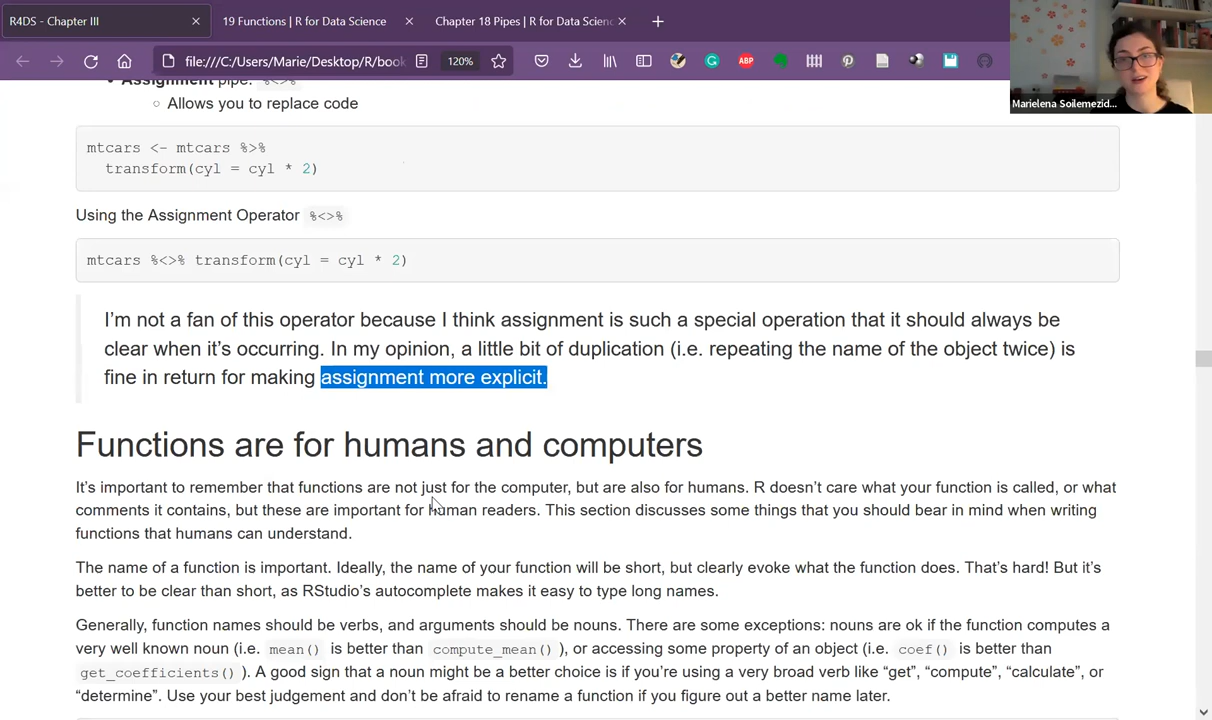 R4DS - Chapter III
19 Functions | R for Data Science
Chapter 18 Pipes | R for Data Scienc
file:///C:/Users/Marie/Desktop/R/book
120%
ABP
Marielena Soilemezid...
Assignment pipe: %<>%
Allows you to replace code
mtcars <- mtcars %>%
transform(cyl = cyl * 2)
Using the Assignment Operator %<>%
mtcars %<>% transform(cyl = cyl * 2)
I'm not a fan of this operator because I think assignment is such a special operation that it should always be
clear when it's occurring. In my opinion, a little bit of duplication (i.e. repeating the name of the object twice) is
fine in return for making assignment more explicit.
Functions are for humans and computers
It's important to remember that functions are not just for the computer, but are also for humans. R doesn't care what your function is called, or what
comments it contains, but these are important for human readers. This section discusses some things that you should bear in mind when writing
functions that humans can understand.
The name of a function is important. Ideally, the name of your function will be short, but clearly evoke what the function does. That's hard! But it's
better to be clear than short, as RStudio's autocomplete makes it easy to type long names.
Generally, function names should be verbs, and arguments should be nouns. There are some exceptions: nouns are ok if the function computes a
very well known noun (i.e. mean() is better than compute_mean() ), or accessing some property of an object (i.e. coef() is better than
get_coefficients() ). A good sign that a noun might be a better choice is if you're using a very broad verb like “get”, “compute”, “calculate”, or
“determine”. Use your best judgement and don't be afraid to rename a function if you figure out a better name later.